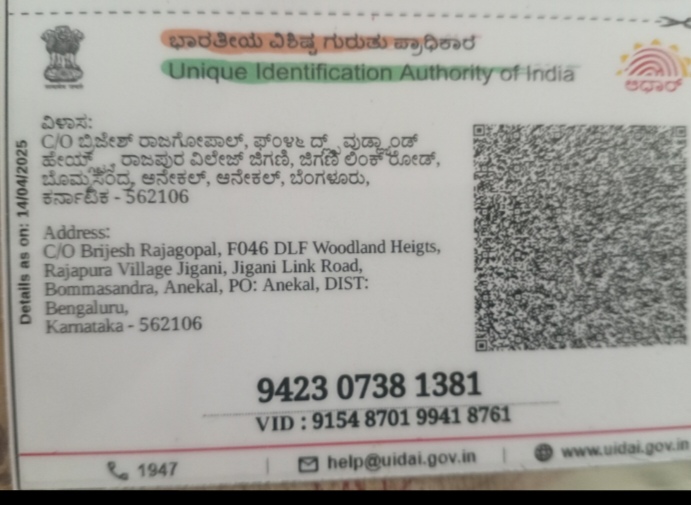 ಭಾರತೀಯ ವಿಶಿಷ್ಟ ಗುರುತು ಪ್ರಾಧಿಕಾರ
Unique Identification Authority of India
ಆಧಾರ್
Details as on: 14/04/2025
ವಿಳಾಸ:
C/O ಬ್ರಿಜೇಶ್ ರಾಜಗೋಪಾಲ್,
ರಾಜಪುರ ವಿಲೇಜ್ ಜಿಗಣಿ, ಜಿಗಣಿ ಲಿಂಕ್ ರೋಡ್,
ಬೊಮ್ಮಸಂದ್ರ, ಆನೇಕಲ್, ಆನೇಕಲ್, ಬೆಂಗಳೂರು,
ಕರ್ನಾಟಕ - 562106
Address:
C/O Brijesh Rajagopal, F046 DLF Woodland Heigts,
Rajapura Village Jigani, Jigani Link Road,
Bommasandra, Anekal, PO: Anekal, DIST:
Bengaluru,
Karnataka - 562106
9423 0738 1381
VID : 9154 8701 9941 8761
1947 | help@uidai.gov.in | www.uidai.gov.in